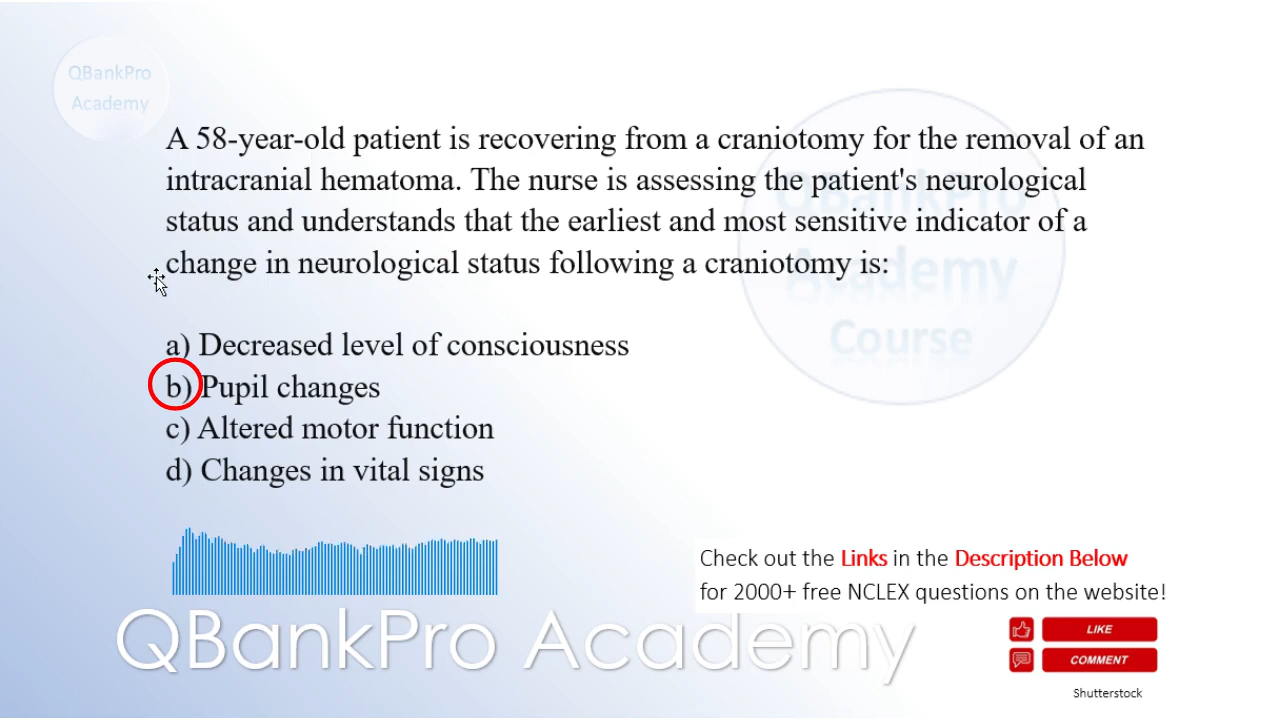 QBankPro
Academy
A 58-year-old patient is recovering from a craniotomy for the removal of an
intracranial hematoma. The nurse is assessing the patient's neurological
status and understands that the earliest and most sensitive indicator of a
change in neurological status following a craniotomy is:
QBankPro
Academy
Course
a) Decreased level of consciousness
b) Pupil changes
c) Altered motor function
d) Changes in vital signs
Check out the Links in the Description Below
for 2000+ free NCLEX questions on the website!
QBankPro Academy
LIKE
COMMENT
Shutterstock